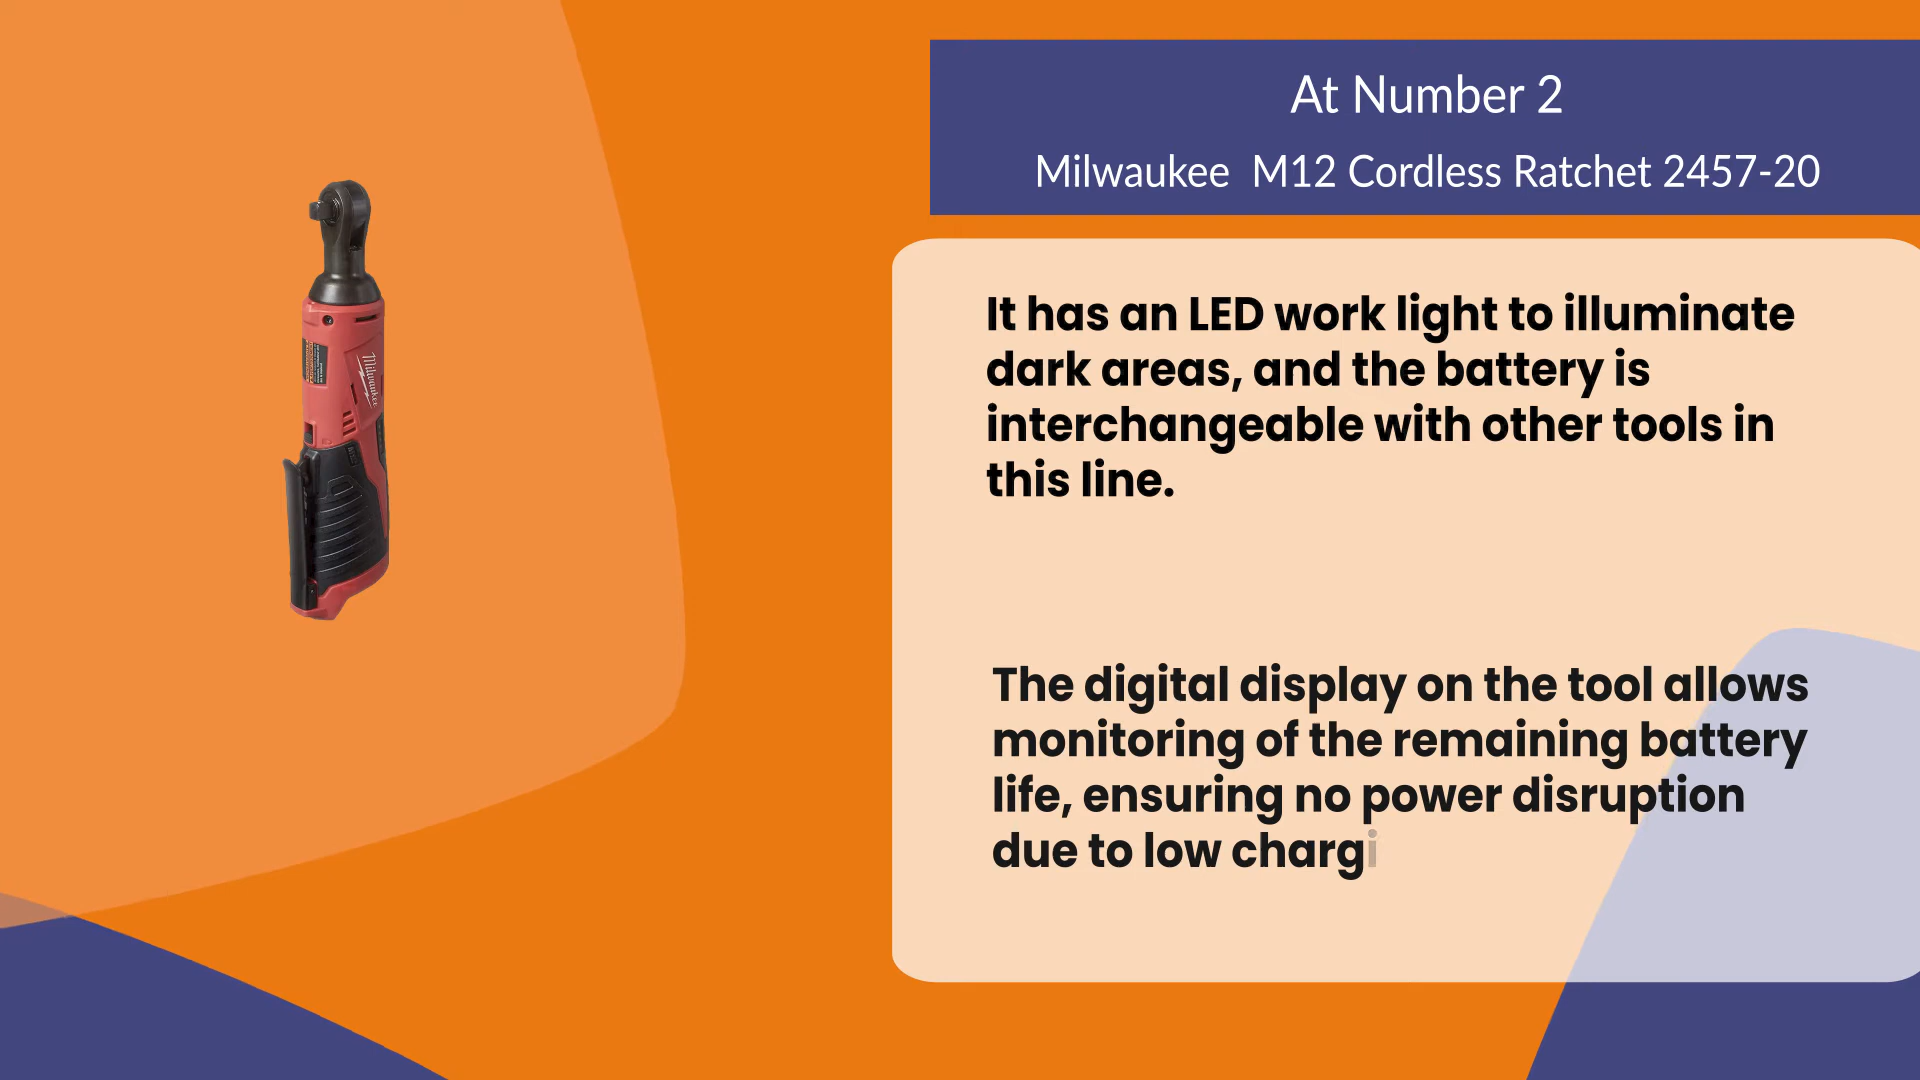 At Number 2
Milwaukee M12 Cordless Ratchet 2457-20
Milwaukee
It has an LED work light to illuminate
dark areas, and the battery is
interchangeable with other tools in
this line.
The digital display on the tool allows
monitoring of the remaining battery
life, ensuring no power disruption
due to low chargi